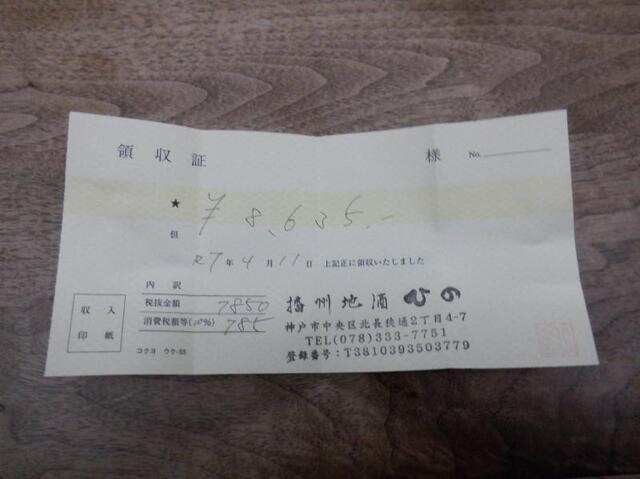 領収証 様 No.
★ ¥8,635.-
但
R7年4月11日 上記正に領収いたしました
内訳
税抜金額 7850
消費税額等(10%) 785
収入印紙
コクヨ ウケ-55
播州地酒 ひの
神戸市中央区北長狭通2丁目4-7
TEL(078)333-7751
登録番号:T3810393503779